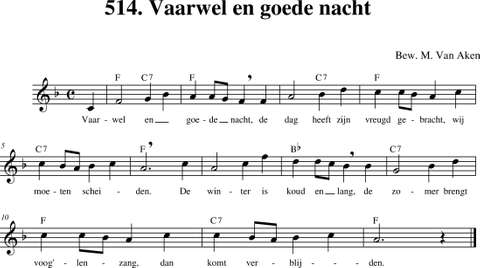 514. Vaarwel en goede nacht
Bew. M. Van Aken
F C7 F C7 F
Vaar- wel en goe- de nacht, de dag heeft zijn vreugd ge- bracht, wij
5 C7 F B♭ C7
moe- ten schei- den. De win- ter is koud en lang, de zo- mer brengt
10 F C7 F
voog'- len- zang, dan komt ver- blij- - - den.